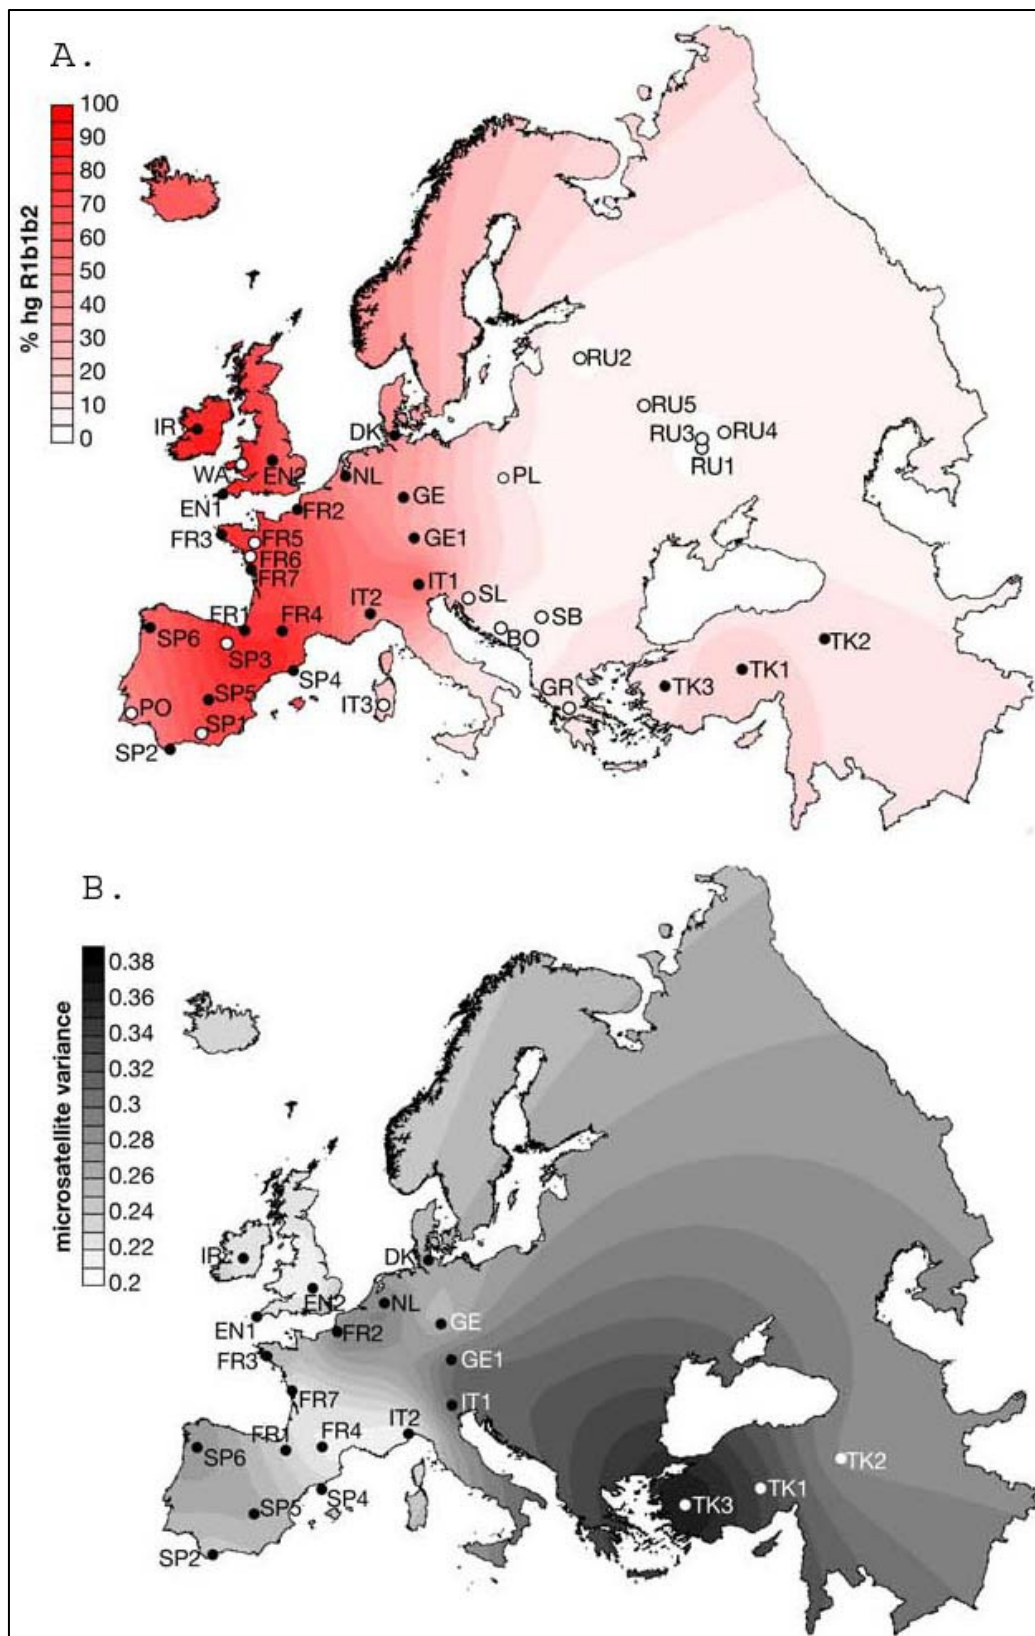 A.
100
90
80
70
60
50
40
30
20
10
0
% hg R1b1b2
RU2
RU5
IR
DK
RU3
RU4
WA
EN2
NL
PL
RU1
EN1
GE
FR2
FR3
FR5
GE1
FR6
FR7
IT1
IT2
SL
FR1
FR4
SB
SP6
BO
TK2
SP3
SP4
TK1
SP5
IT3
GR
TK3
PO
SP1
SP2
B.
0.38
0.36
0.34
0.32
0.3
0.28
0.26
0.24
0.22
0.2
microsatellite variance
IR
DK
EN2
NL
EN1
FR2
GE
FR3
GE1
FR7
IT1
IT2
FR1
FR4
SP6
TK2
SP4
TK1
SP5
TK3
SP2